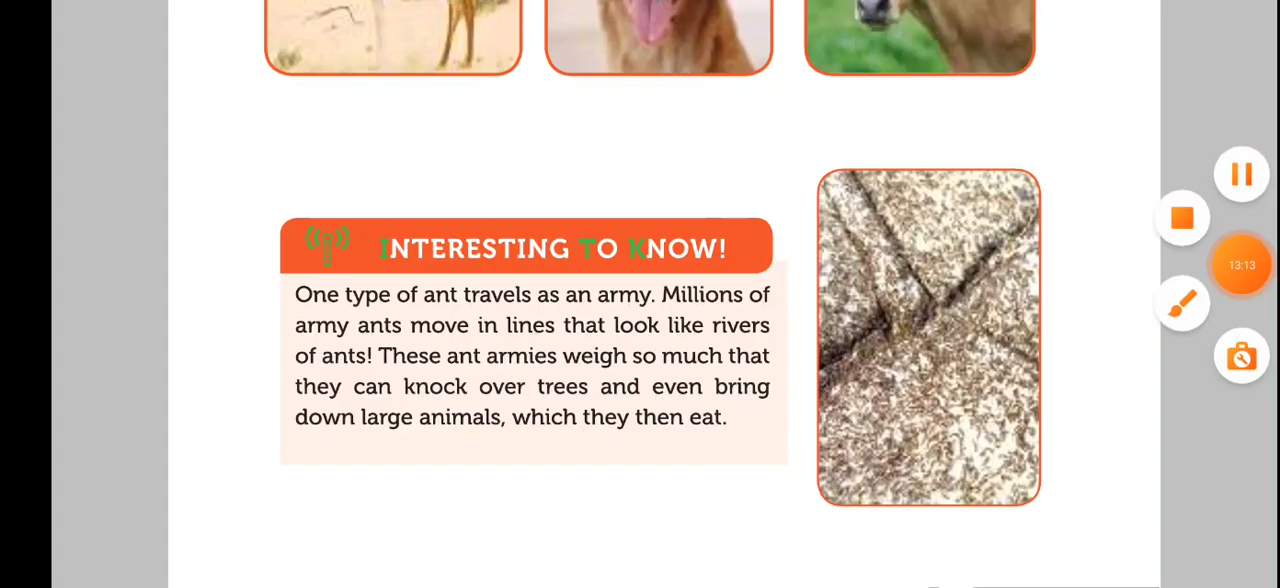 INTERESTING TO KNOW!
One type of ant travels as an army. Millions of
army ants move in lines that look like rivers
of ants! These ant armies weigh so much that
they can knock over trees and even bring
down large animals, which they then eat.
13:13